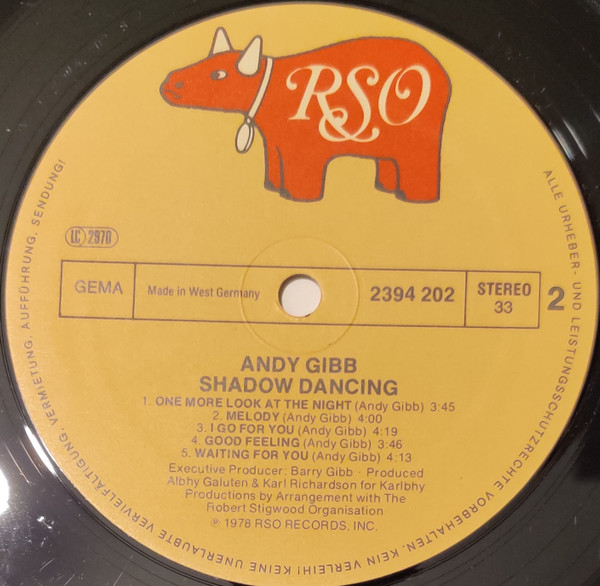 RSO
ALLE URHEBER- UND LEISTUNGSSCHUTZRECHTE VORBEHALTEN. KEIN VERLEIH! KEINE UNERLAUBTE VERVIELFÄLTIGUNG, VERMIETUNG, AUFFÜHRUNG, SENDUNG!
LC 2970
GEMA
Made in West Germany
2394 202
STEREO
33
2
ANDY GIBB
SHADOW DANCING
1. ONE MORE LOOK AT THE NIGHT (Andy Gibb) 3:45
2. MELODY (Andy Gibb) 4:00
3. I GO FOR YOU (Andy Gibb) 4:19
4. GOOD FEELING (Andy Gibb) 3:46
5. WAITING FOR YOU (Andy Gibb) 4:13
Executive Producer: Barry Gibb · Produced
Albhy Galuten & Karl Richardson for Karlbhy
Productions by Arrangement with The
Robert Stigwood Organisation
℗ 1978 RSO RECORDS, INC.